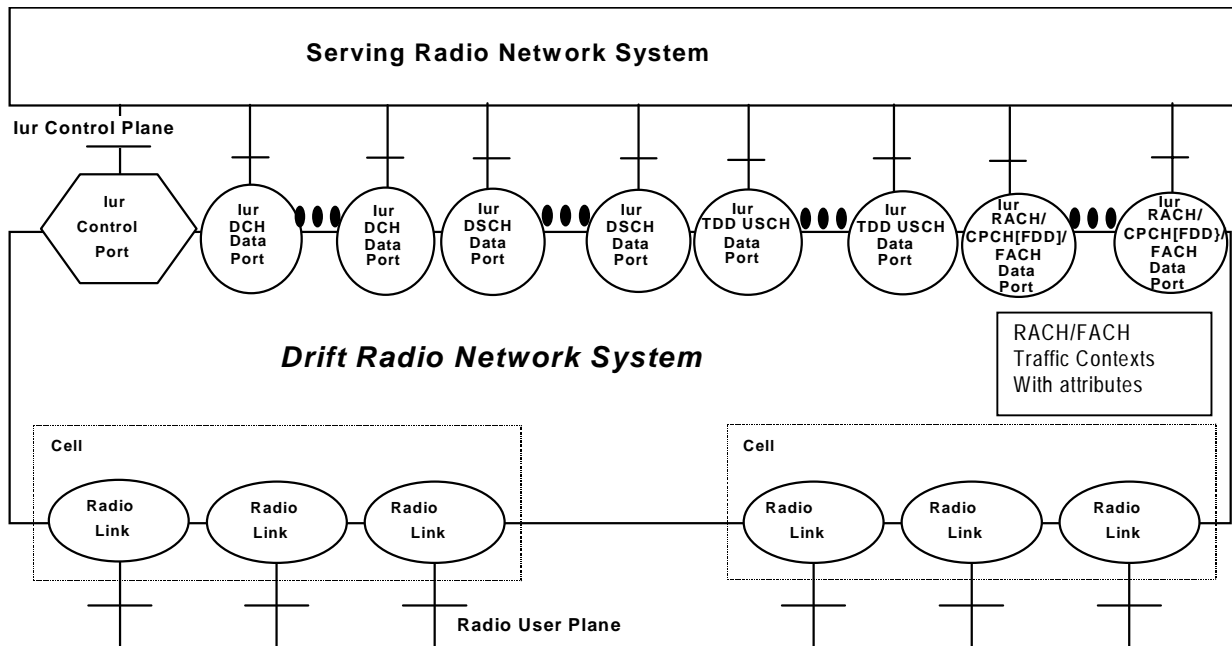 Serving Radio Network System
Iur Control Plane
Iur
Control
Port
Iur
DCH
Data
Port
Iur
DCH
Data
Port
Iur
DSCH
Data
Port
Iur
DSCH
Data
Port
Iur
TDD USCH
Data
Port
Iur
TDD USCH
Data
Port
Iur
RACH/
CPCH[FDD]/
FACH
Data
Port
Iur
RACH/
CPCH[FDD}/
FACH
Data
Port
Drift Radio Network System
RACH/FACH
Traffic Contexts
With attributes
Cell
Radio
Link
Radio
Link
Radio
Link
Cell
Radio
Link
Radio
Link
Radio
Link
Radio User Plane